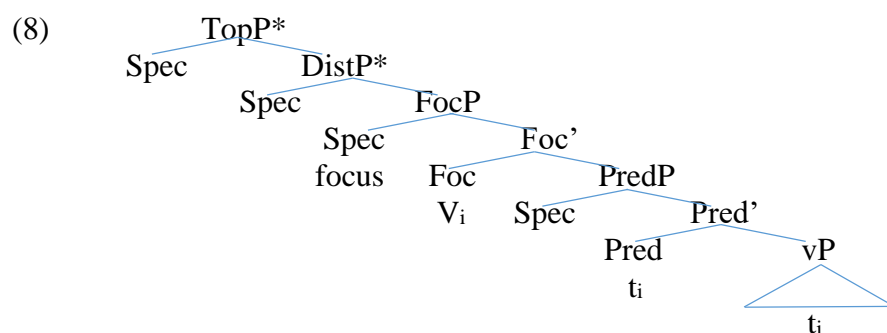 (8) TopP*
Spec DistP*
Spec FocP
Spec Foc’
focus Foc PredP
Vi Spec Pred’
Pred vP
ti
ti